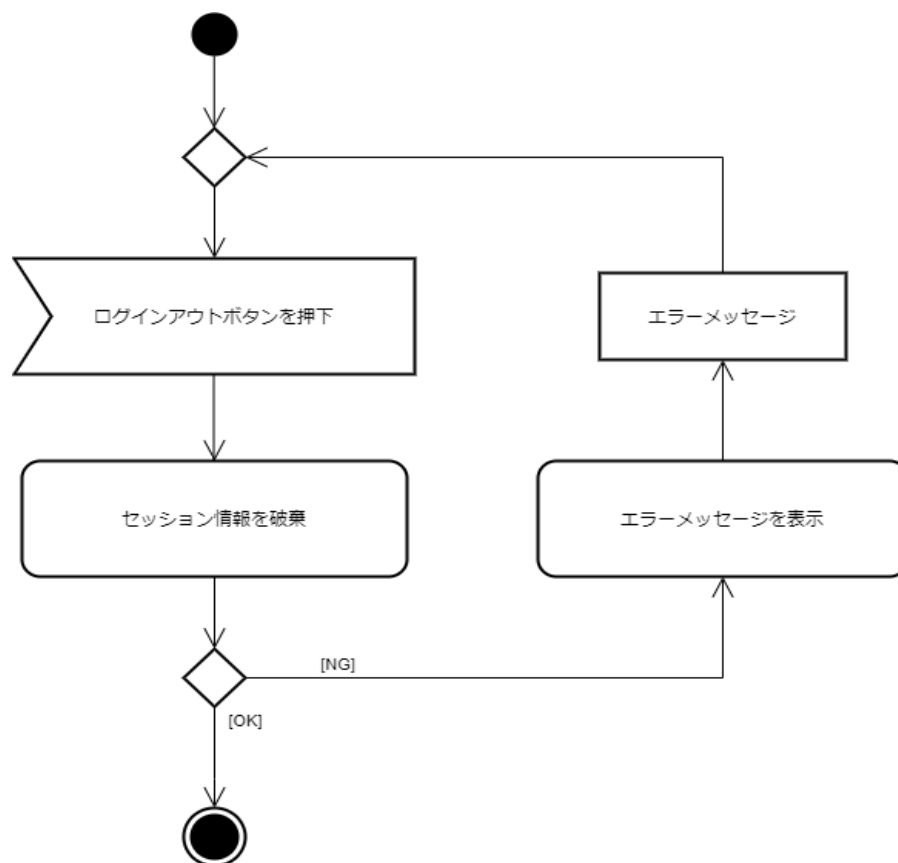 ログインアウトボタンを押下
エラーメッセージ
セッション情報を破棄
エラーメッセージを表示
[NG]
[OK]